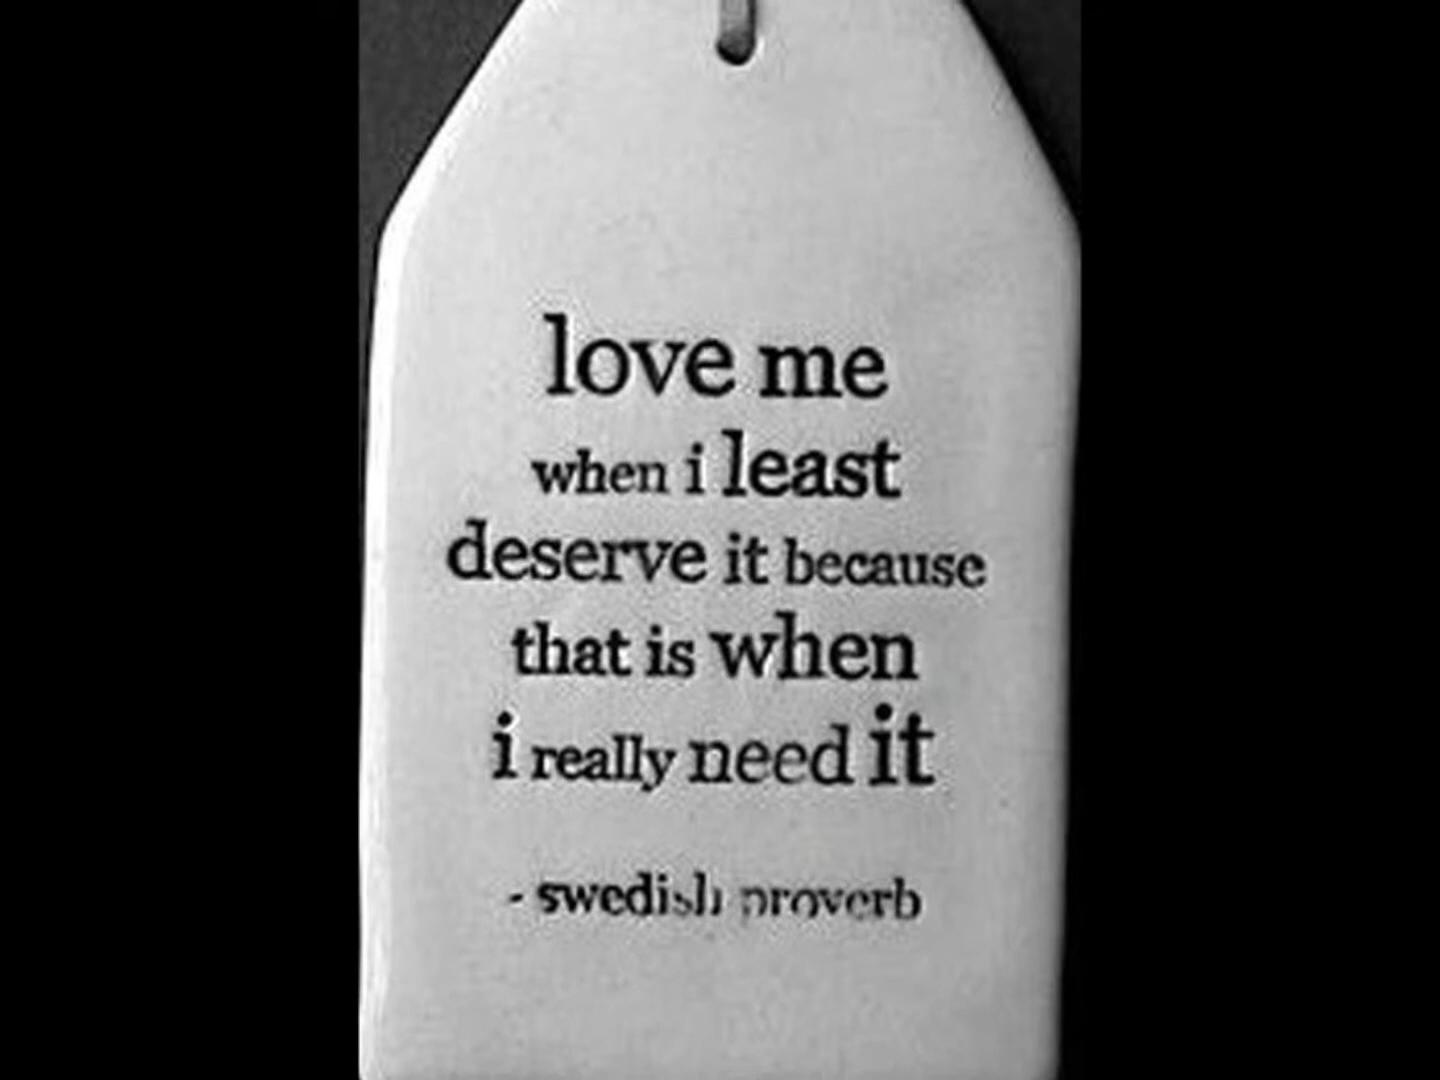 love me
when i least
deserve it because
that is when
i really need it
- swedish proverb